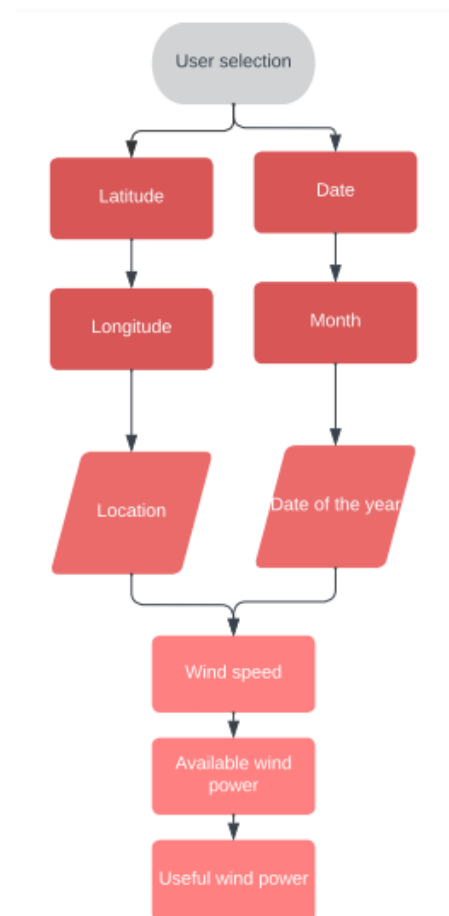 User selection
Latitude
Date
Longitude
Month
Location
Date of the year
Wind speed
Available wind
power
Useful wind power